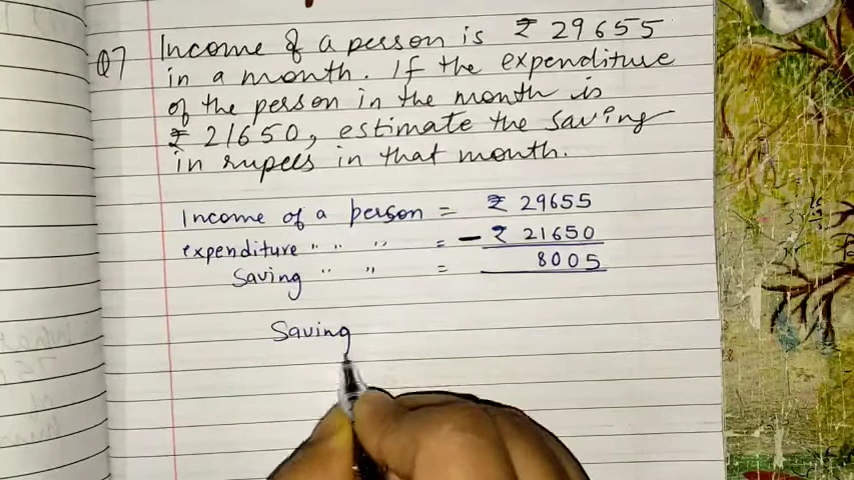 Q7 Income of a person is ₹ 29655
in a month. If the expenditure
of the person in the month is
₹ 21650, estimate the saving
in rupees in that month.
Income of a person = ₹ 29655
expenditure " " " = - ₹ 21650
Saving " " = 8005
Saving